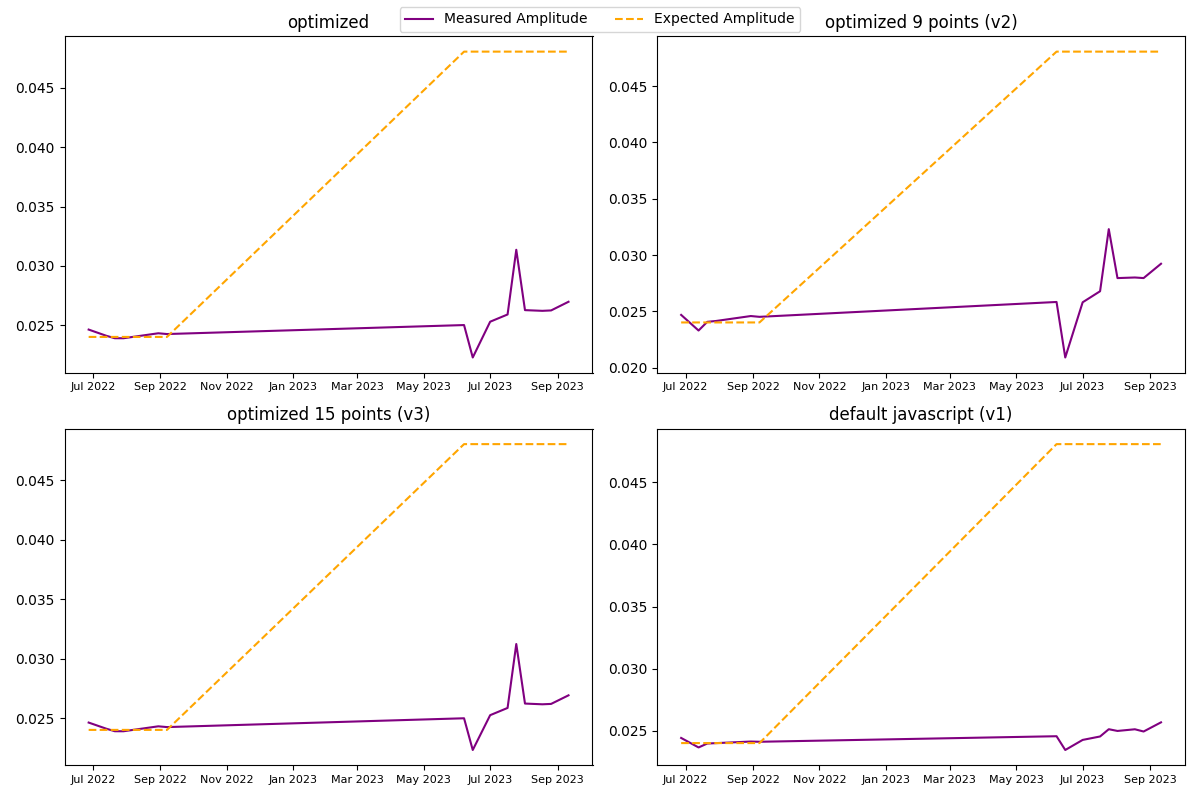 Measured Amplitude Expected Amplitude
optimized
0.045
0.040
0.035
0.030
0.025
Jul 2022 Sep 2022 Nov 2022 Jan 2023 Mar 2023 May 2023 Jul 2023 Sep 2023
optimized 9 points (v2)
0.045
0.040
0.035
0.030
0.025
0.020
Jul 2022 Sep 2022 Nov 2022 Jan 2023 Mar 2023 May 2023 Jul 2023 Sep 2023
optimized 15 points (v3)
0.045
0.040
0.035
0.030
0.025
Jul 2022 Sep 2022 Nov 2022 Jan 2023 Mar 2023 May 2023 Jul 2023 Sep 2023
default javascript (v1)
0.045
0.040
0.035
0.030
0.025
Jul 2022 Sep 2022 Nov 2022 Jan 2023 Mar 2023 May 2023 Jul 2023 Sep 2023